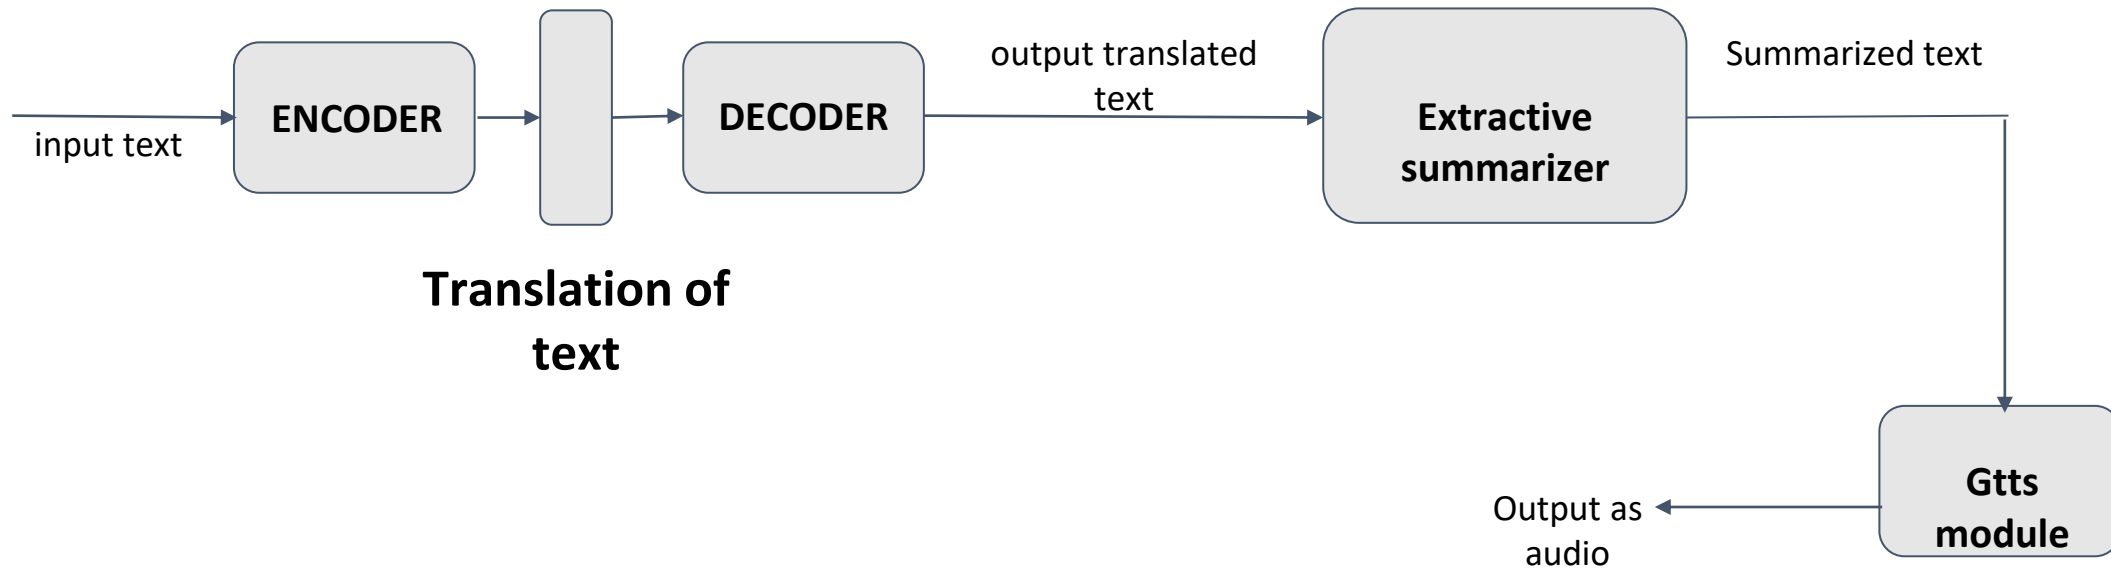 input text
ENCODER
DECODER
Translation of
text
output translated
text
Extractive
summarizer
Summarized text
Gtts
module
Output as
audio